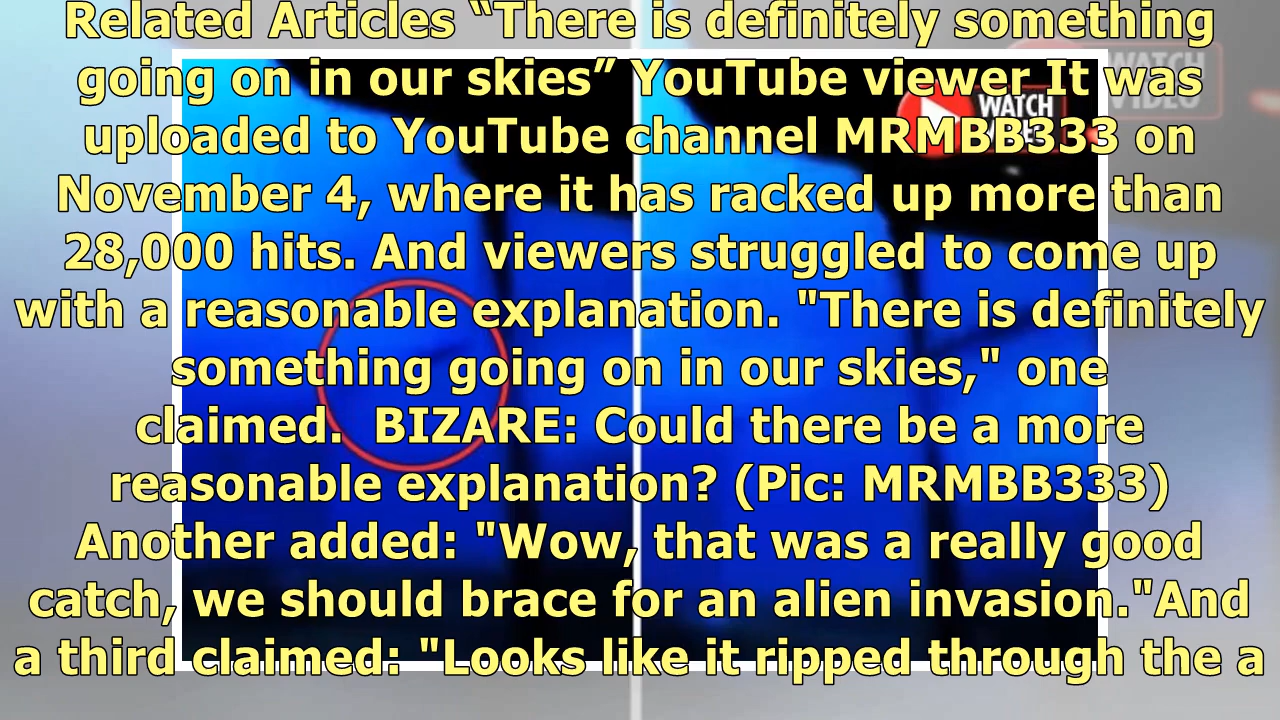 Related Articles “There is definitely something
going on in our skies” YouTube viewer It was
uploaded to YouTube channel MRMBB333 on
November 4, where it has racked up more than
28,000 hits. And viewers struggled to come up
with a reasonable explanation. "There is definitely
something going on in our skies," one
claimed.  BIZARE: Could there be a more
reasonable explanation? (Pic: MRMBB333)
Another added: "Wow, that was a really good
catch, we should brace for an alien invasion."And
a third claimed: "Looks like it ripped through the a
WATCH
WATCH
VIDEO